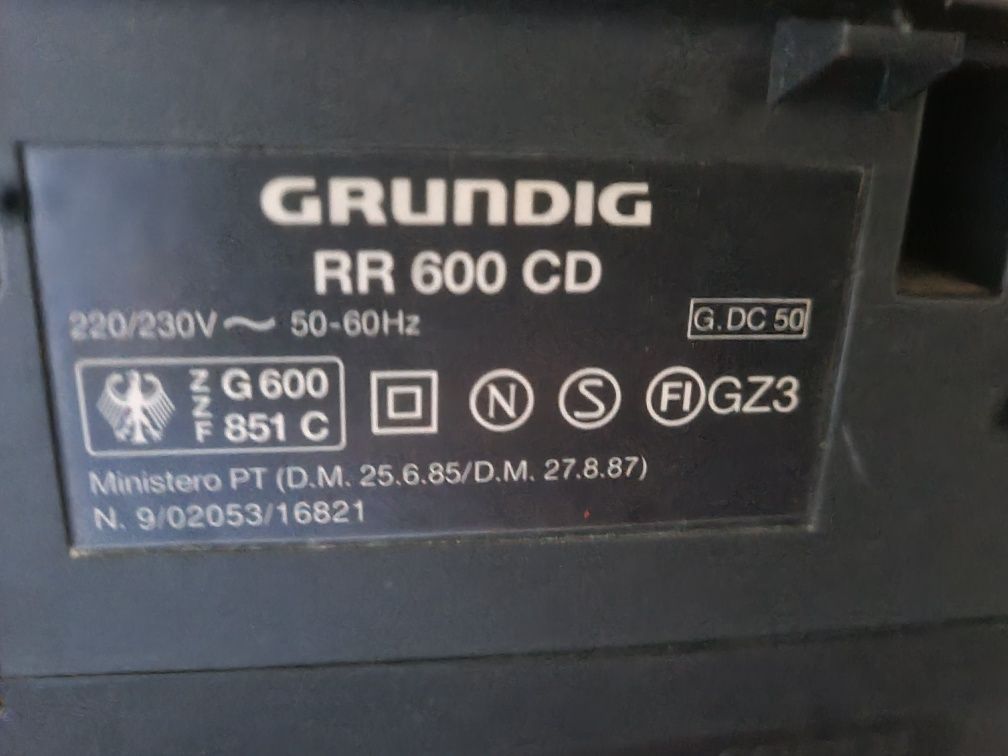 GRUNDIG
RR 600 CD
220/230V ~ 50-60Hz
G.DC 50
ZZF G 600 851 C
N
S
FI GZ3
Ministero PT (D.M. 25.6.85/D.M. 27.8.87)
N. 9/02053/16821